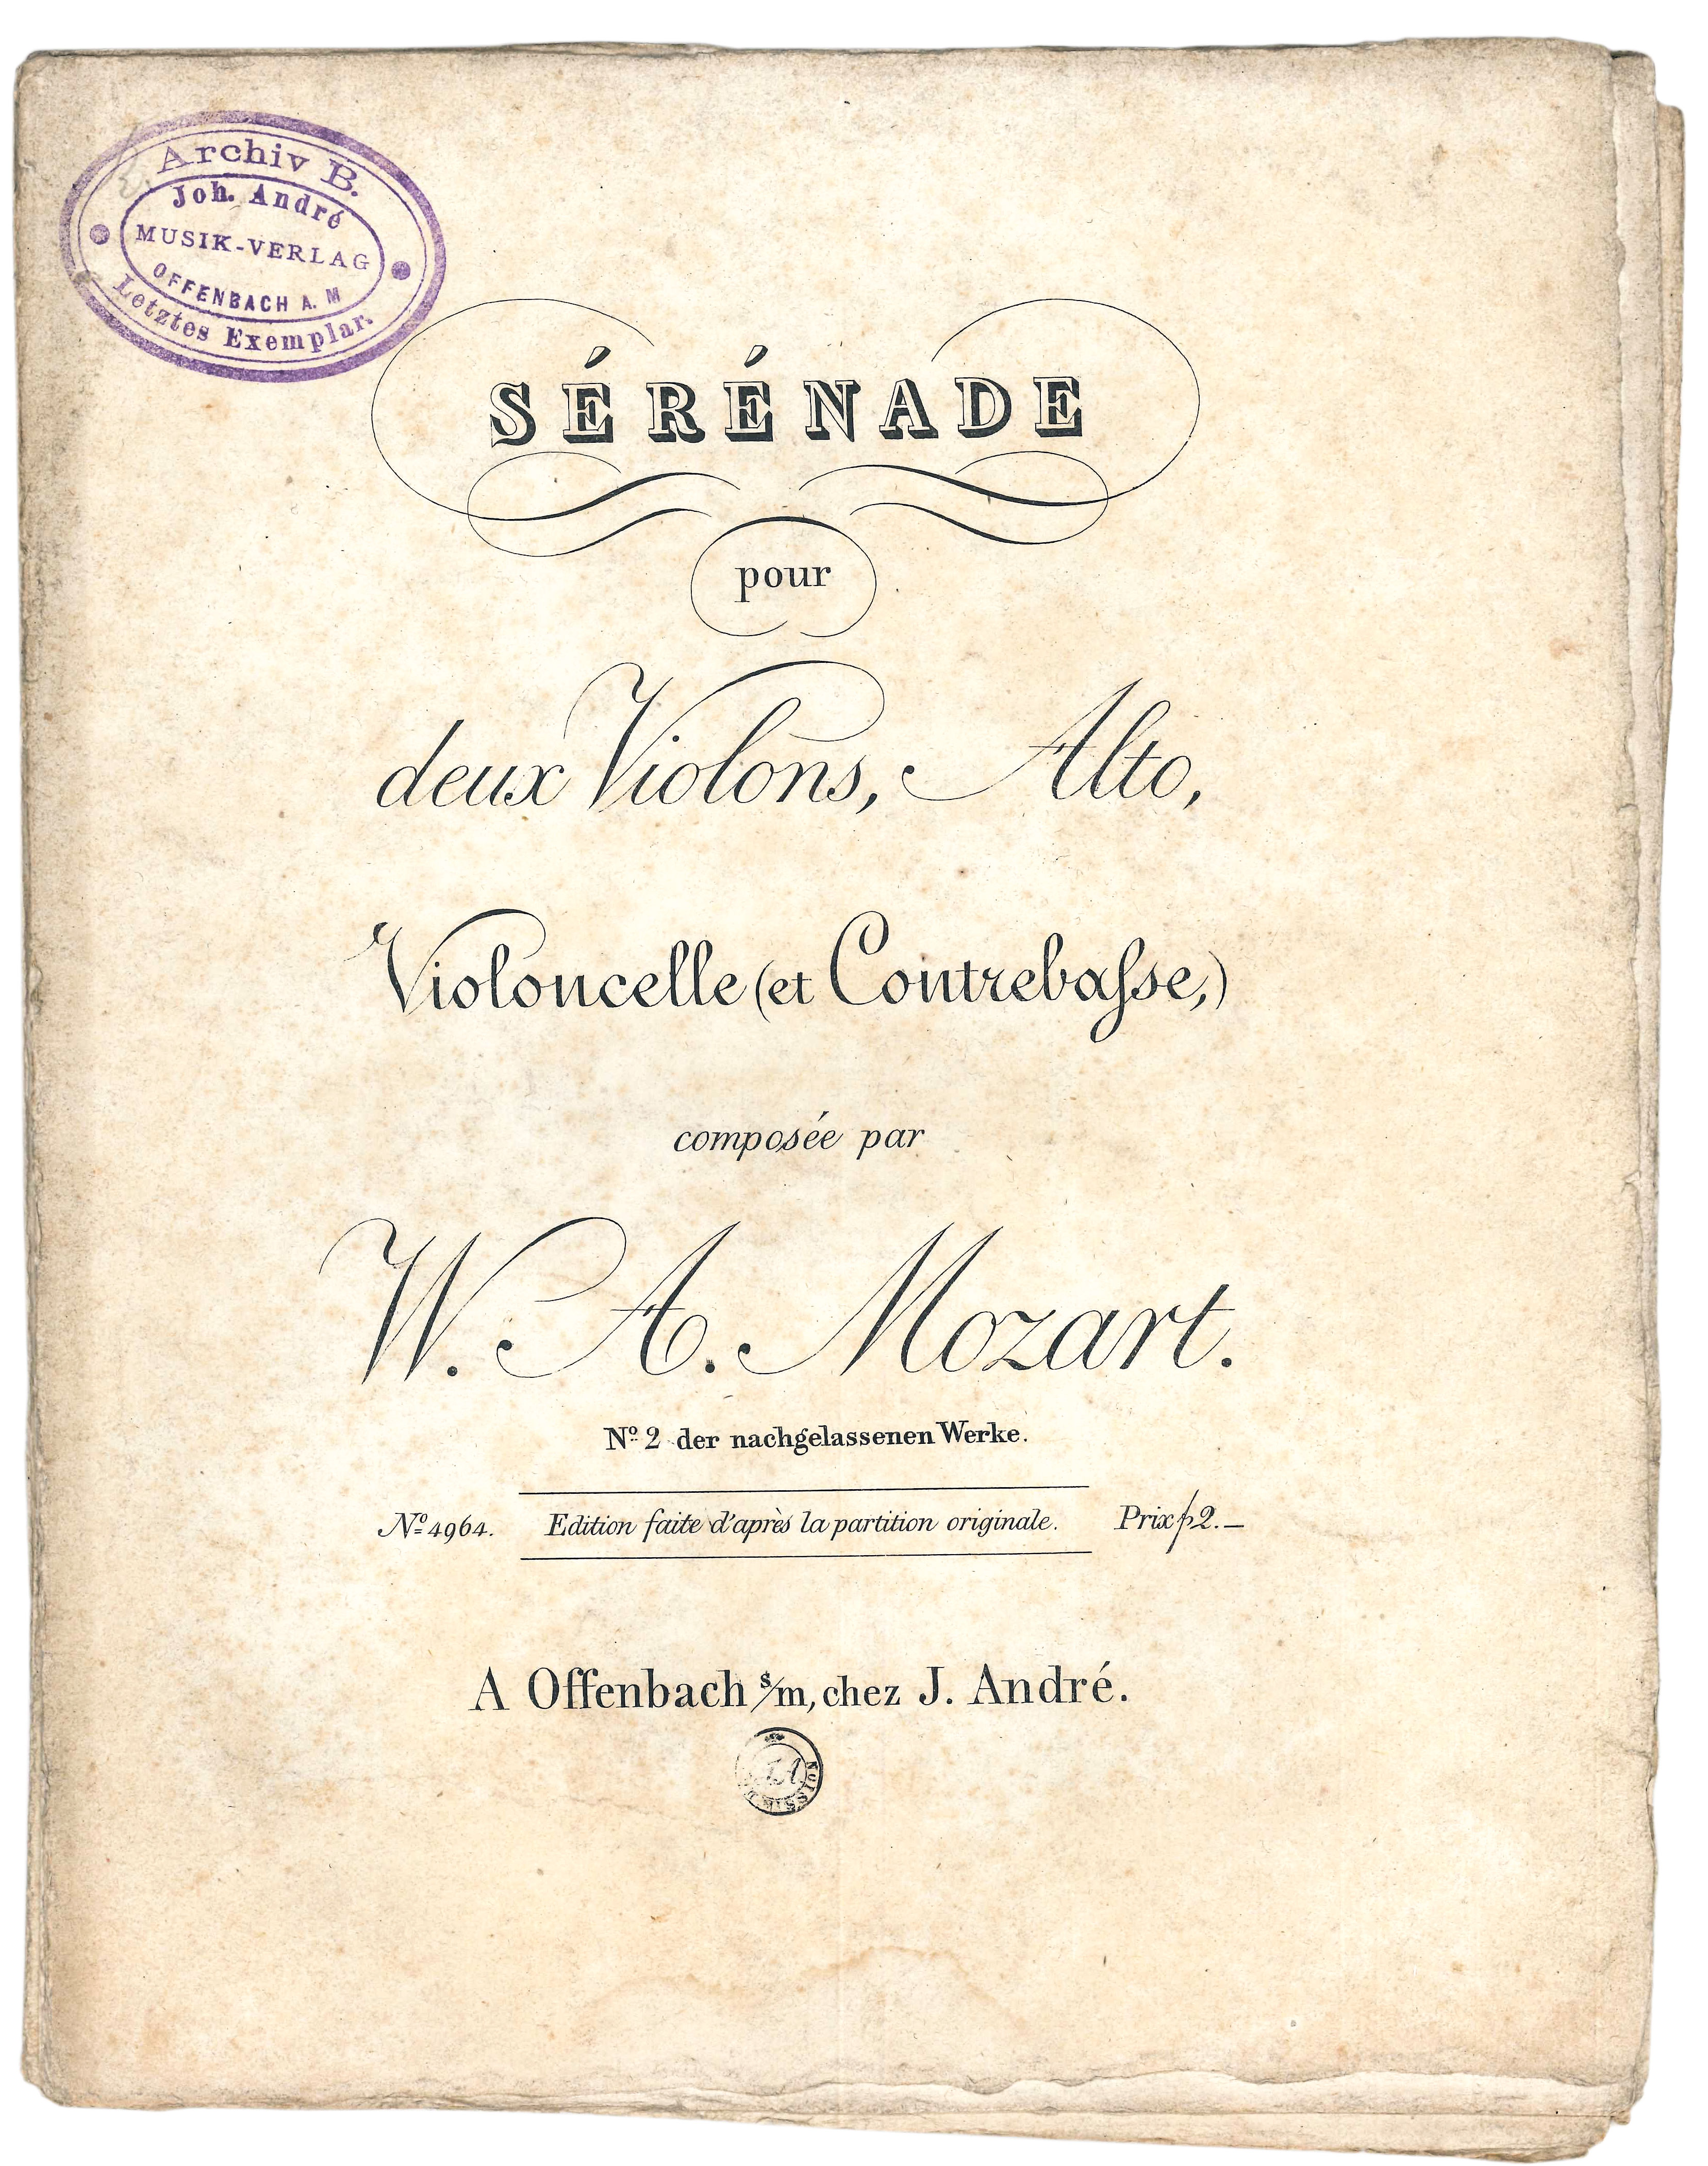 Archiv B.
Joh. André
MUSIK-VERLAG
OFFENBACH A. M
Letztes Exemplar.
SÉRÉNADE
pour
deux Violons, Alto,
Violoncelle (et Contrebaſse,)
composée par
W. A. Mozart.
Nº 2 der nachgelassenen Werke.
Nº 4964. Edition faite d'après la partition originale. Prix f 2. —
A Offenbach s/m, chez J. André.